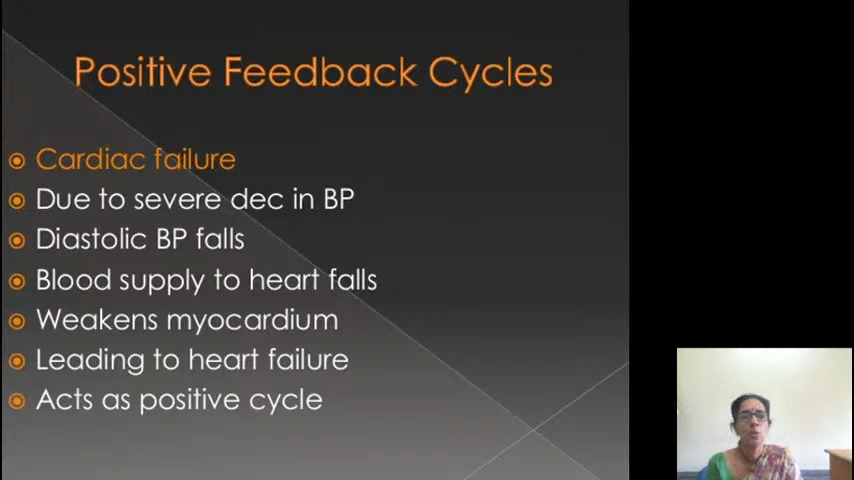 Positive Feedback Cycles
Cardiac failure
Due to severe dec in BP
Diastolic BP falls
Blood supply to heart falls
Weakens myocardium
Leading to heart failure
Acts as positive cycle